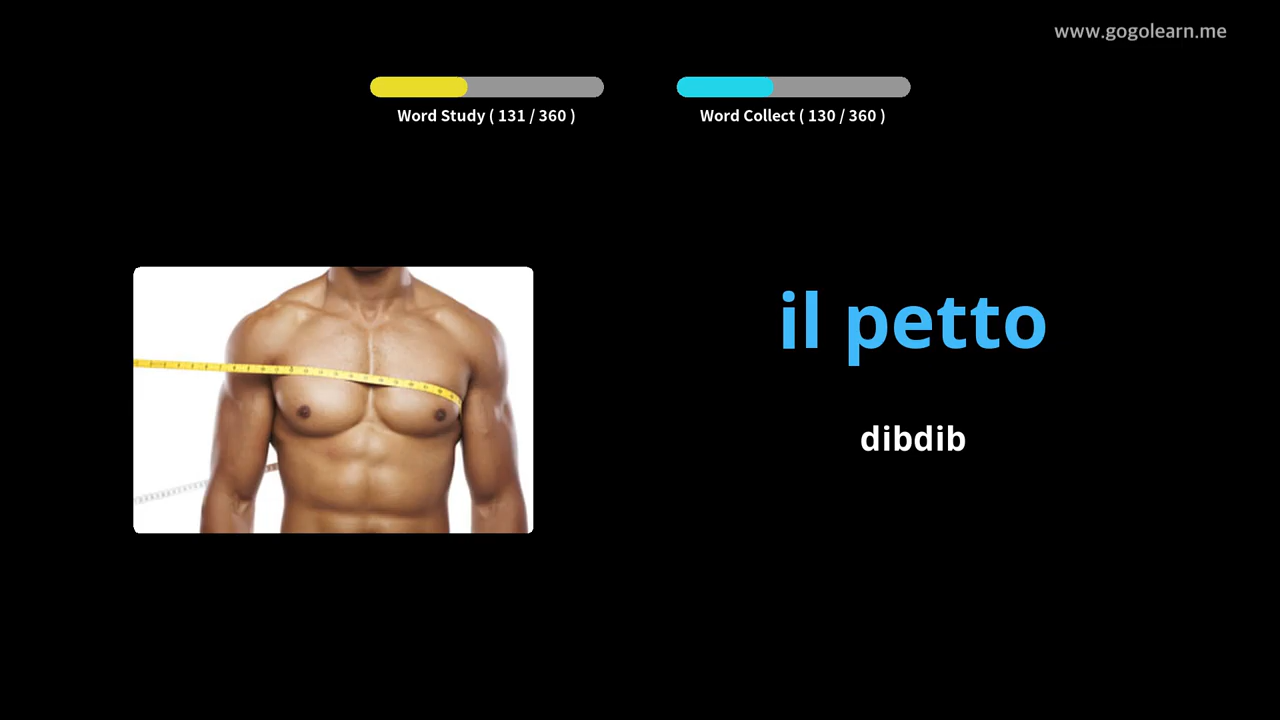 www.gogolearn.me
Word Study ( 131 / 360 )
Word Collect ( 130 / 360 )
il petto
dibdib